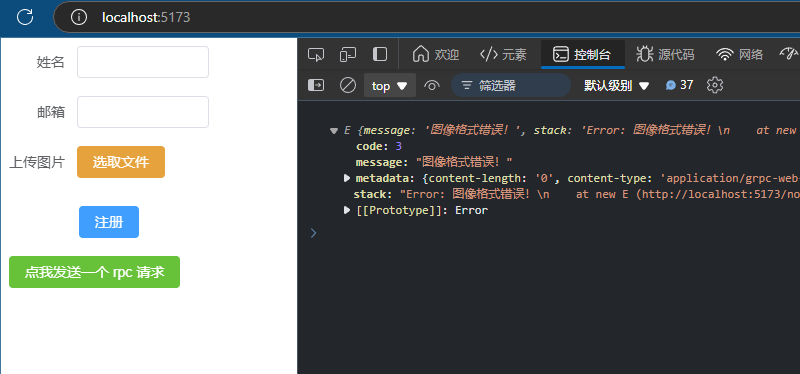 localhost:5173
姓名
邮箱
上传图片 选取文件
注册
点我发送一个 rpc 请求
欢迎 元素 控制台 源代码 网络
top 筛选器 默认级别 37
E {message: '图像格式错误！', stack: 'Error: 图像格式错误！\n    at new
code: 3
message: "图像格式错误！"
metadata: {content-length: '0', content-type: 'application/grpc-web-
stack: "Error: 图像格式错误！\n    at new E (http://localhost:5173/no
[[Prototype]]: Error